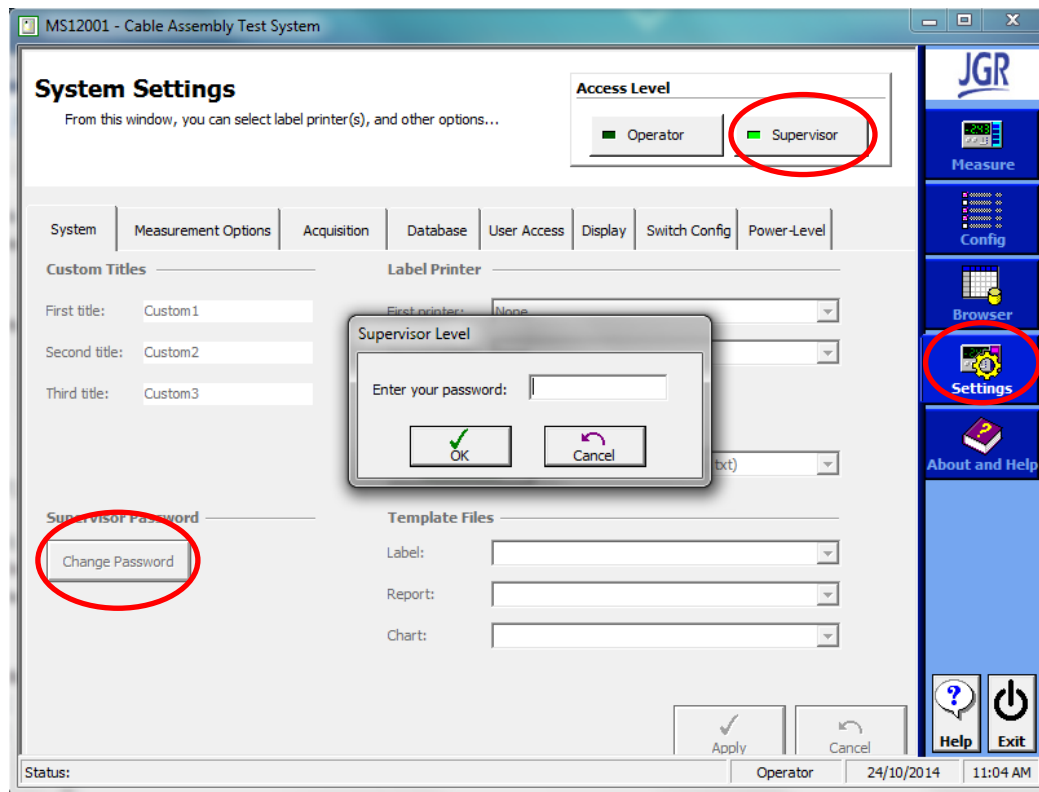 MS12001 - Cable Assembly Test System
System Settings
From this window, you can select label printer(s), and other options...
Access Level
Operator
Supervisor
JGR
Measure
Config
Browser
Settings
About and Help
System
Measurement Options
Acquisition
Database
User Access
Display
Switch Config
Power-Level
Custom Titles
First title: Custom1
Second title: Custom2
Third title: Custom3
Label Printer
First printer: None
txt)
Supervisor Level
Enter your password:
OK
Cancel
Supervisor Password
Change Password
Template Files
Label:
Report:
Chart:
Apply
Cancel
Help
Exit
Status:
Operator
24/10/2014
11:04 AM